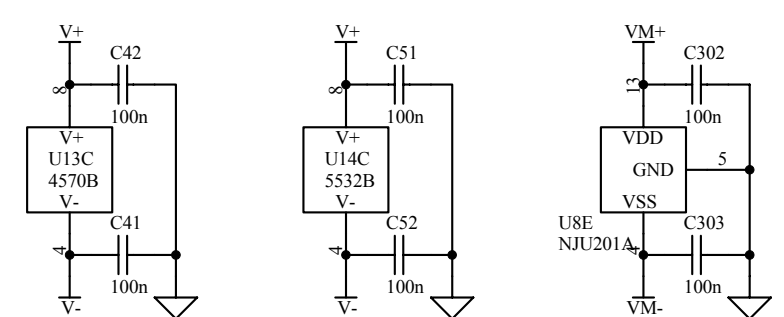 V+
C42
8
100n
V+
U13C
4570B
V-
C41
4
100n
V-
V+
C51
8
100n
V+
U14C
5532B
V-
C52
4
100n
V-
VM+
C302
13
100n
VDD
GND
5
VSS
U8E
NJU201A
C303
4
100n
VM-